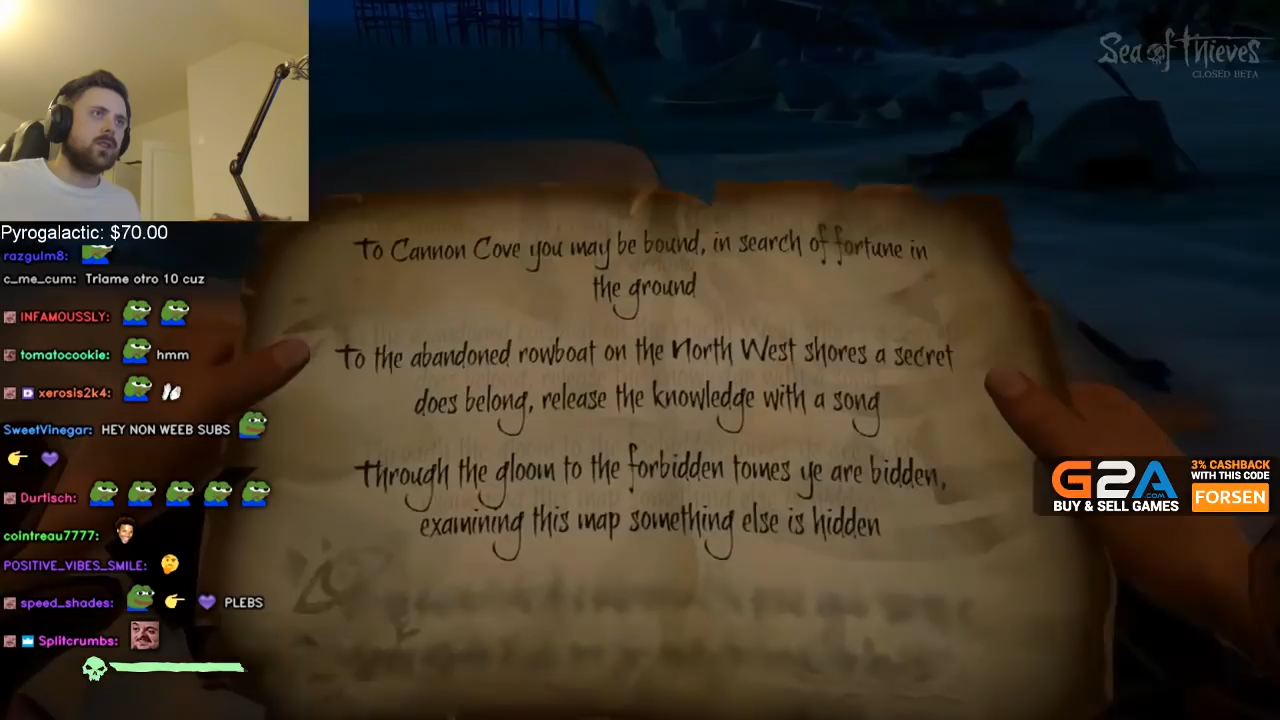 Sea of Thieves
CLOSED BETA
Pyrogalactic: $70.00
razgulm8:
c_me_cum: Triame otro 10 cuz
INFAMOUSSLY:
tomatocookie: hmm
xerosis2k4:
SweetVinegar: HEY NON WEEB SUBS
Durtisch:
cointreau7777:
POSITIVE_VIBES_SMILE:
speed_shades: PLEBS
Splitcrumbs:
To Cannon Cove you may be bound, in search of fortune in
the ground
To the abandoned rowboat on the North West shores a secret
does belong, release the knowledge with a song
Through the gloom to the forbidden tomes ye are bidden,
examining this map something else is hidden
G2A.COM
BUY & SELL GAMES
3% CASHBACK
WITH THIS CODE
FORSEN